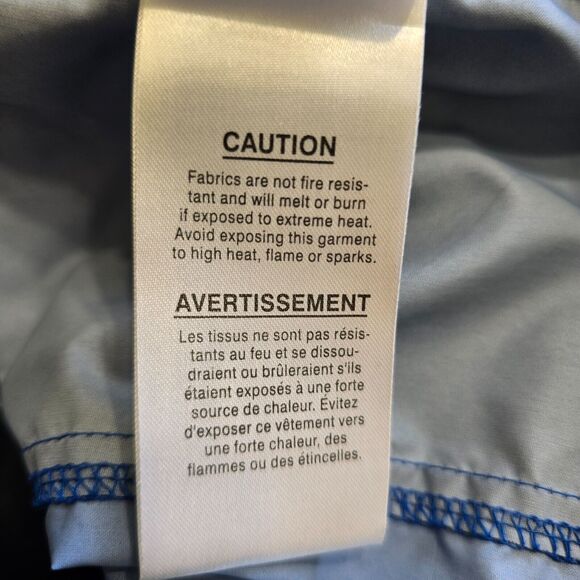 CAUTION
Fabrics are not fire resis-
tant and will melt or burn
if exposed to extreme heat.
Avoid exposing this garment
to high heat, flame or sparks.
AVERTISSEMENT
Les tissus ne sont pas résis-
tants au feu et se dissou-
draient ou brûleraient s'ils
étaient exposés à une forte
source de chaleur. Évitez
d'exposer ce vêtement vers
une forte chaleur, des
flammes ou des étincelles.